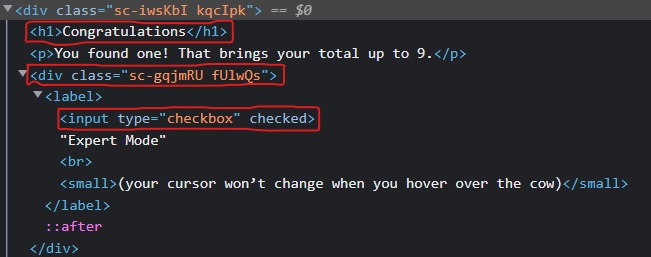 <div class="sc-iwsKbI kqcIpk"> == $0
<h1>Congratulations</h1>
<p>You found one! That brings your total up to 9.</p>
<div class="sc-gqjmRU fUlwQs">
<label>
<input type="checkbox" checked>
"Expert Mode"
<br>
<small>(your cursor won’t change when you hover over the cow)</small>
</label>
::after
</div>